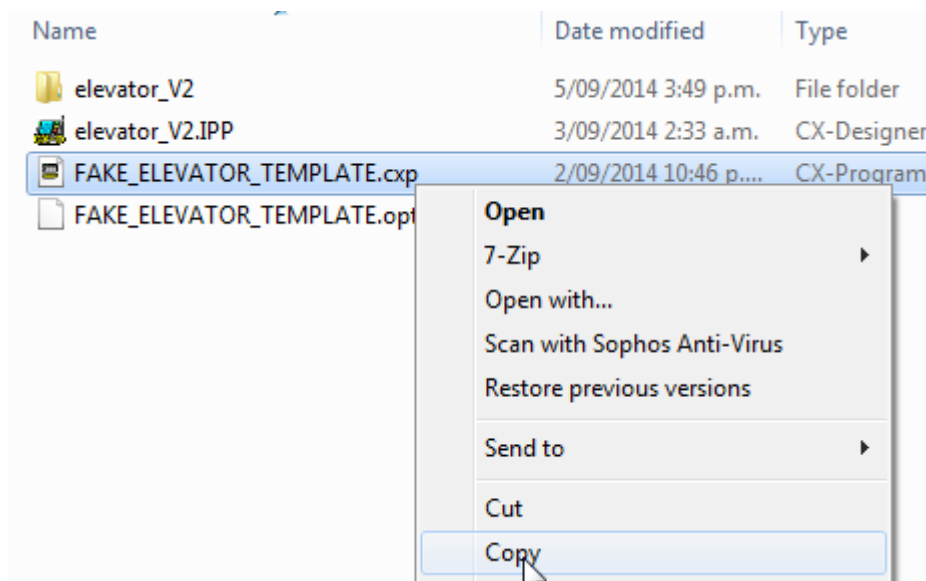 Name Date modified Type
elevator_V2 5/09/2014 3:49 p.m. File folder
elevator_V2.IPP 3/09/2014 2:33 a.m. CX-Designer
FAKE_ELEVATOR_TEMPLATE.cxp 2/09/2014 10:46 p.... CX-Program
FAKE_ELEVATOR_TEMPLATE.opt
Open
7-Zip
Open with...
Scan with Sophos Anti-Virus
Restore previous versions
Send to
Cut
Copy